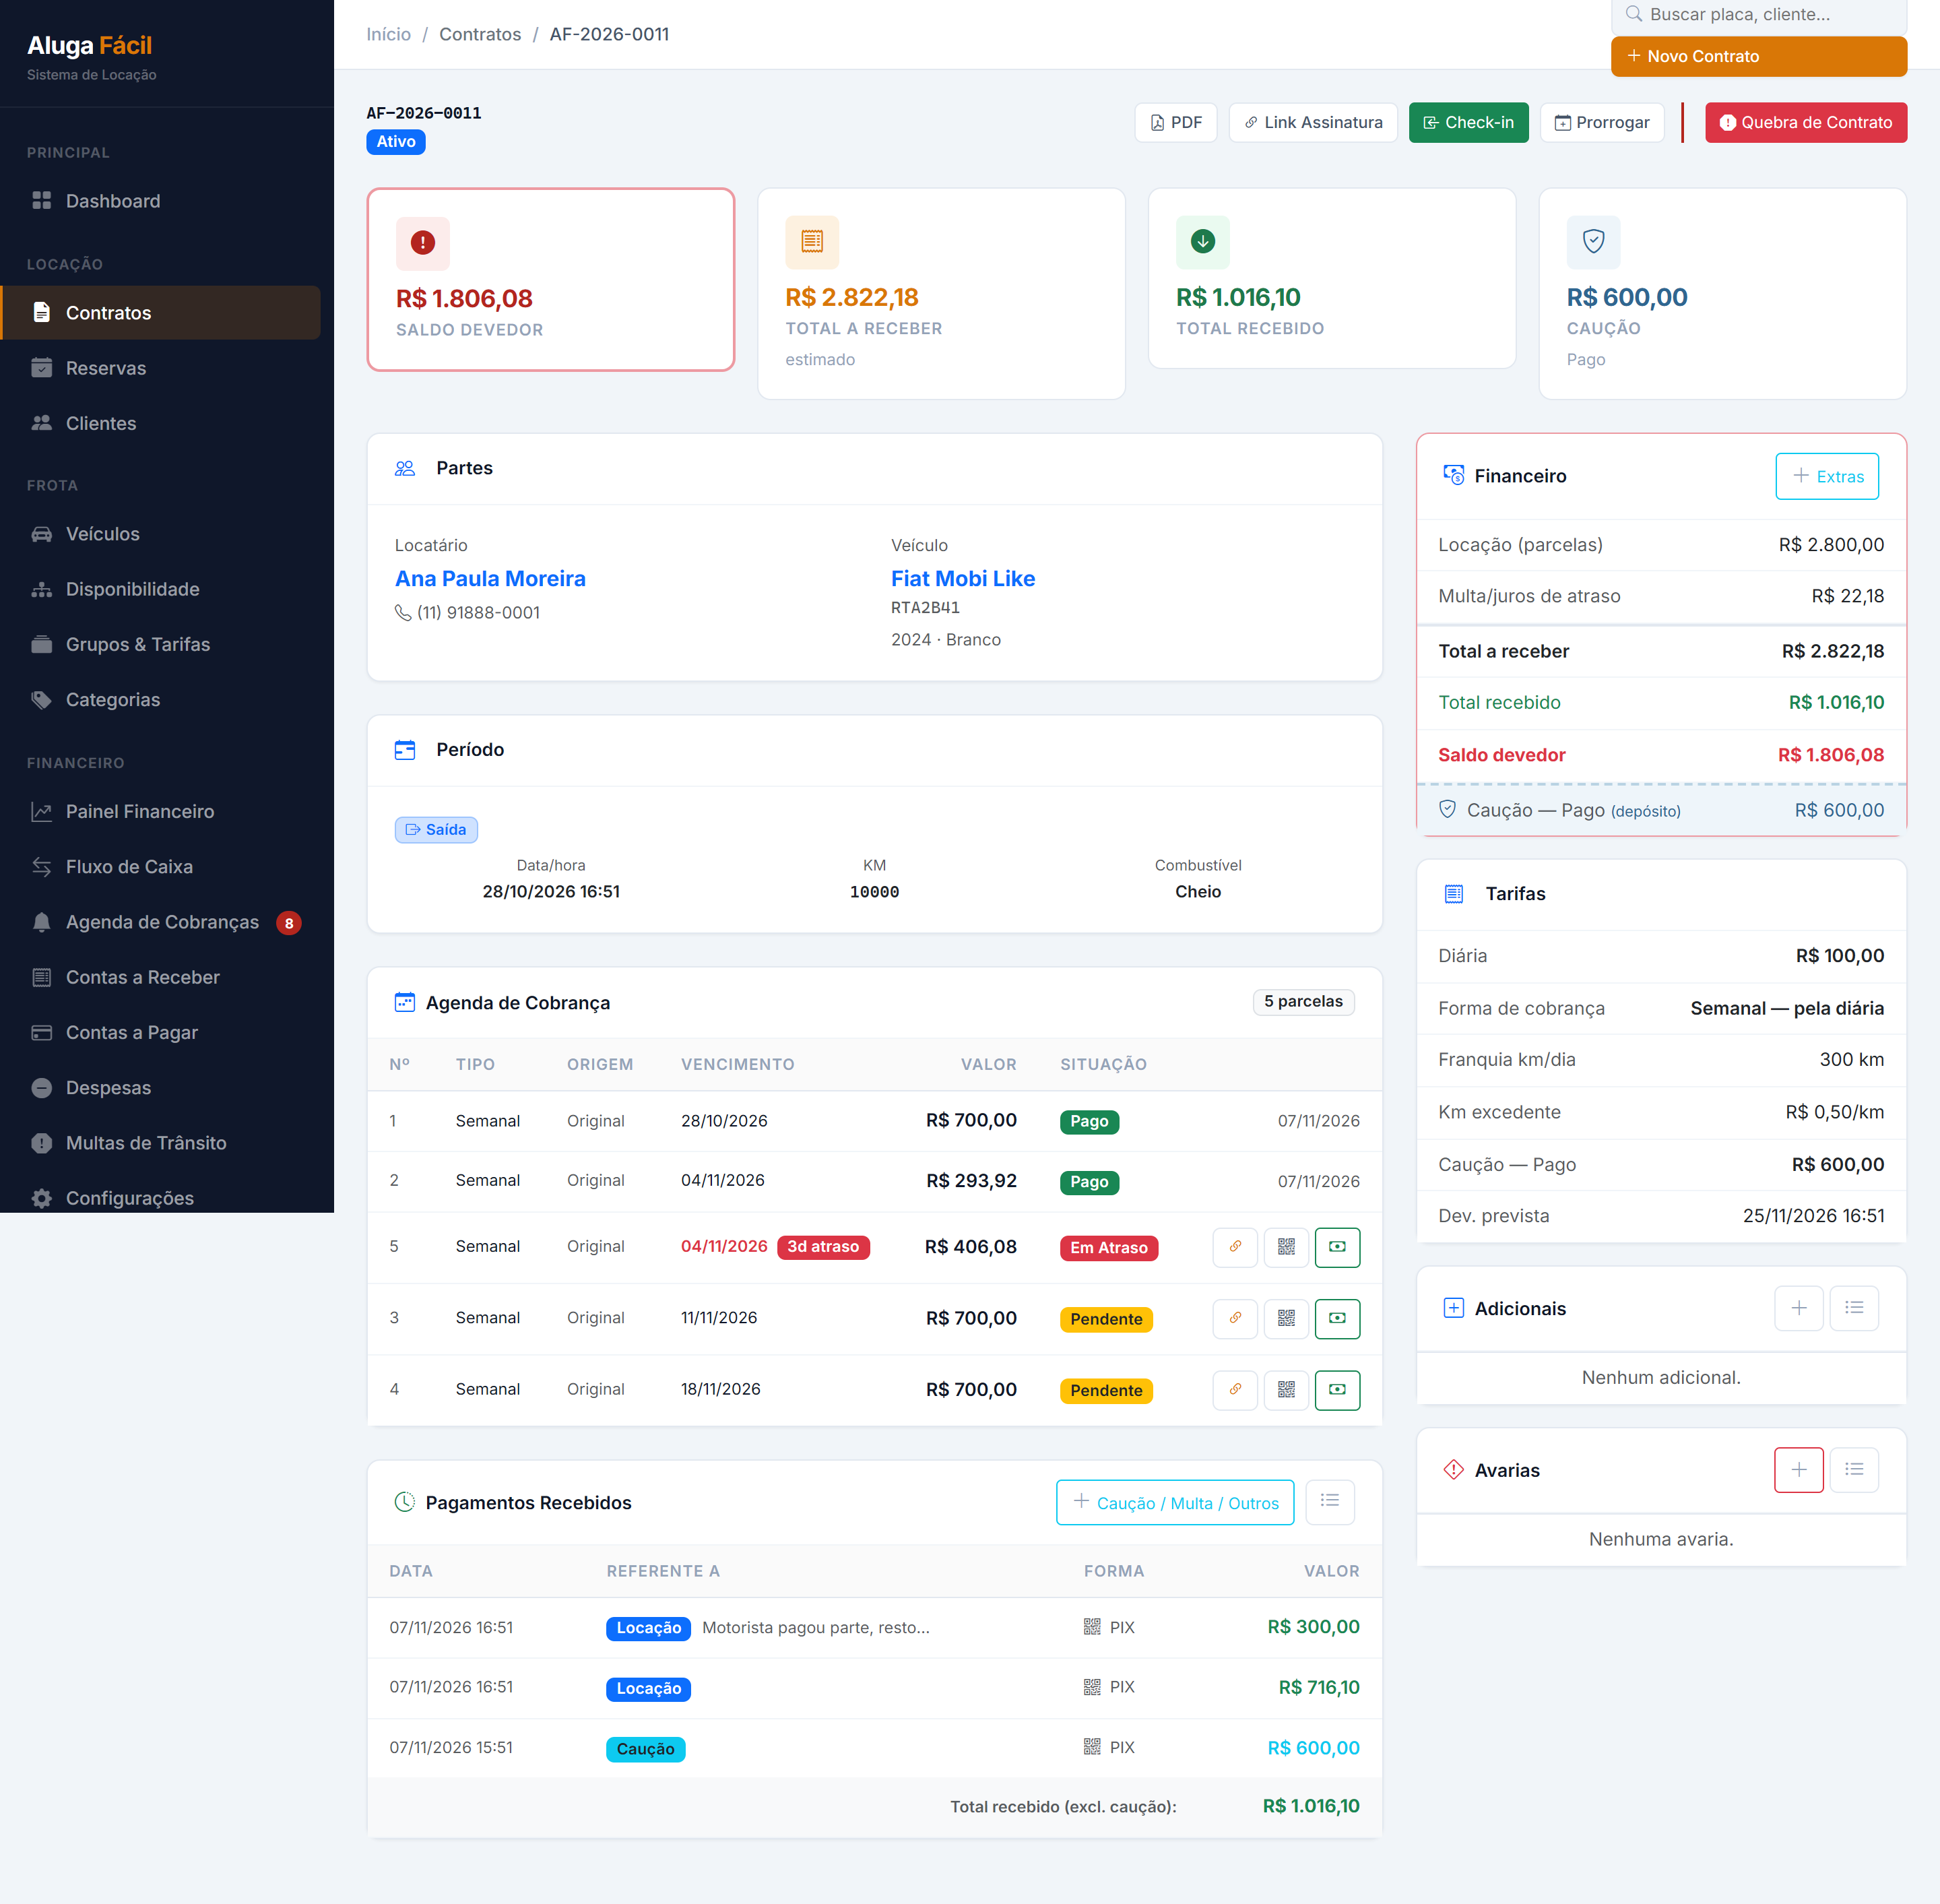 Aluga Fácil
Sistema de Locação
PRINCIPAL
Dashboard
LOCAÇÃO
Contratos
Reservas
Clientes
FROTA
Veículos
Disponibilidade
Grupos & Tarifas
Categorias
FINANCEIRO
Painel Financeiro
Fluxo de Caixa
Agenda de Cobranças 8
Contas a Receber
Contas a Pagar
Despesas
Multas de Trânsito
Configurações
Início / Contratos / AF-2026-0011
Buscar placa, cliente...
Novo Contrato
AF-2026-0011
Ativo
PDF Link Assinatura Check-in Prorrogar Quebra de Contrato
R$ 1.806,08
SALDO DEVEDOR
R$ 2.822,18
TOTAL A RECEBER
estimado
R$ 1.016,10
TOTAL RECEBIDO
R$ 600,00
CAUÇÃO
Pago
Partes
Locatário
Ana Paula Moreira
(11) 91888-0001
Veículo
Fiat Mobi Like
RTA2B41
2024 · Branco
Período
Saída
Data/hora KM Combustível
28/10/2026 16:51 10000 Cheio
Agenda de Cobrança 5 parcelas
Nº TIPO ORIGEM VENCIMENTO VALOR SITUAÇÃO
1 Semanal Original 28/10/2026 R$ 700,00 Pago 07/11/2026
2 Semanal Original 04/11/2026 R$ 293,92 Pago 07/11/2026
5 Semanal Original 04/11/2026 3d atraso R$ 406,08 Em Atraso
3 Semanal Original 11/11/2026 R$ 700,00 Pendente
4 Semanal Original 18/11/2026 R$ 700,00 Pendente
Pagamentos Recebidos Caução / Multa / Outros
DATA REFERENTE A FORMA VALOR
07/11/2026 16:51 Locação Motorista pagou parte, resto... PIX R$ 300,00
07/11/2026 16:51 Locação PIX R$ 716,10
07/11/2026 15:51 Caução PIX R$ 600,00
Total recebido (excl. caução): R$ 1.016,10
Financeiro Extras
Locação (parcelas) R$ 2.800,00
Multa/juros de atraso R$ 22,18
Total a receber R$ 2.822,18
Total recebido R$ 1.016,10
Saldo devedor R$ 1.806,08
Caução — Pago (depósito) R$ 600,00
Tarifas
Diária R$ 100,00
Forma de cobrança Semanal — pela diária
Franquia km/dia 300 km
Km excedente R$ 0,50/km
Caução — Pago R$ 600,00
Dev. prevista 25/11/2026 16:51
Adicionais
Nenhum adicional.
Avarias
Nenhuma avaria.